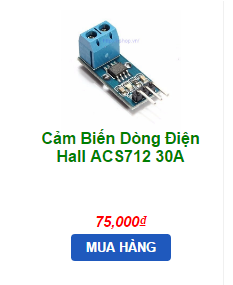 Cảm Biến Dòng Điện
Hall ACS712 30A
75,000₫
MUA HÀNG